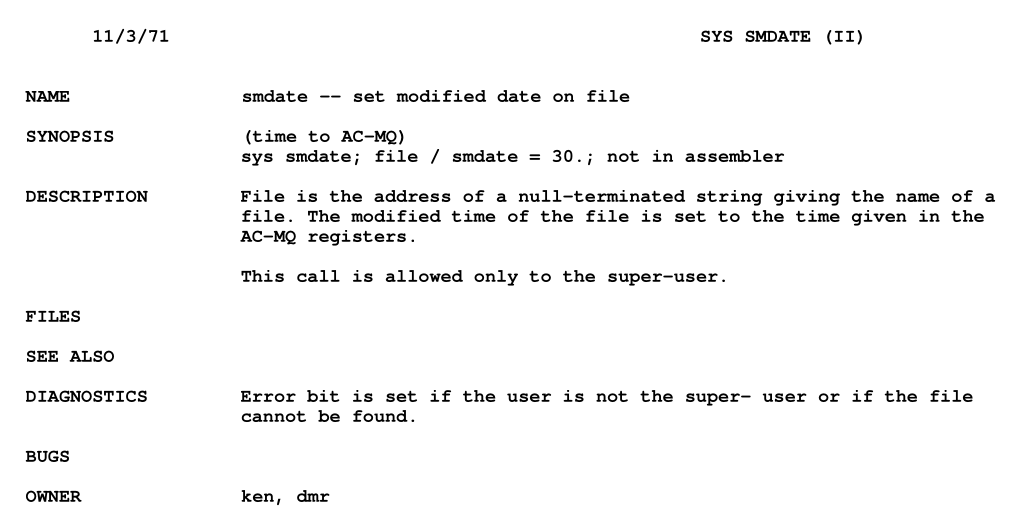 11/3/71 SYS SMDATE (II)
NAME smdate -- set modified date on file
SYNOPSIS (time to AC-MQ)
sys smdate; file / smdate = 30.; not in assembler
DESCRIPTION File is the address of a null-terminated string giving the name of a
file. The modified time of the file is set to the time given in the
AC-MQ registers.
This call is allowed only to the super-user.
FILES
SEE ALSO
DIAGNOSTICS Error bit is set if the user is not the super- user or if the file
cannot be found.
BUGS
OWNER ken, dmr